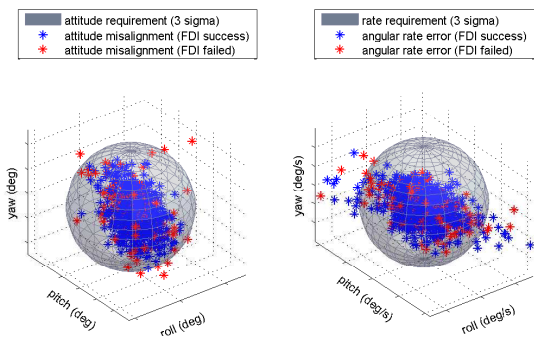 attitude requirement (3 sigma)
attitude misalignment (FDI success)
attitude misalignment (FDI failed)
rate requirement (3 sigma)
angular rate error (FDI success)
angular rate error (FDI failed)
yaw (deg)
pitch (deg)
roll (deg)
yaw (deg/s)
pitch (deg/s)
roll (deg/s)